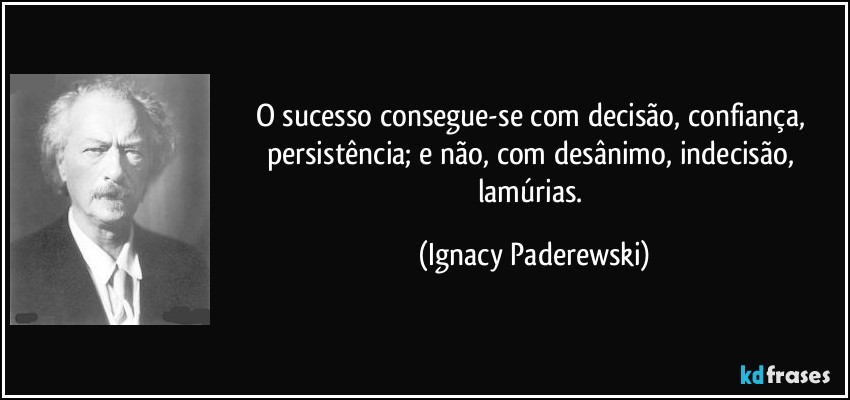 O sucesso consegue-se com decisão, confiança,
persistência; e não, com desânimo, indecisão,
lamúrias.
(Ignacy Paderewski)
kdfrases